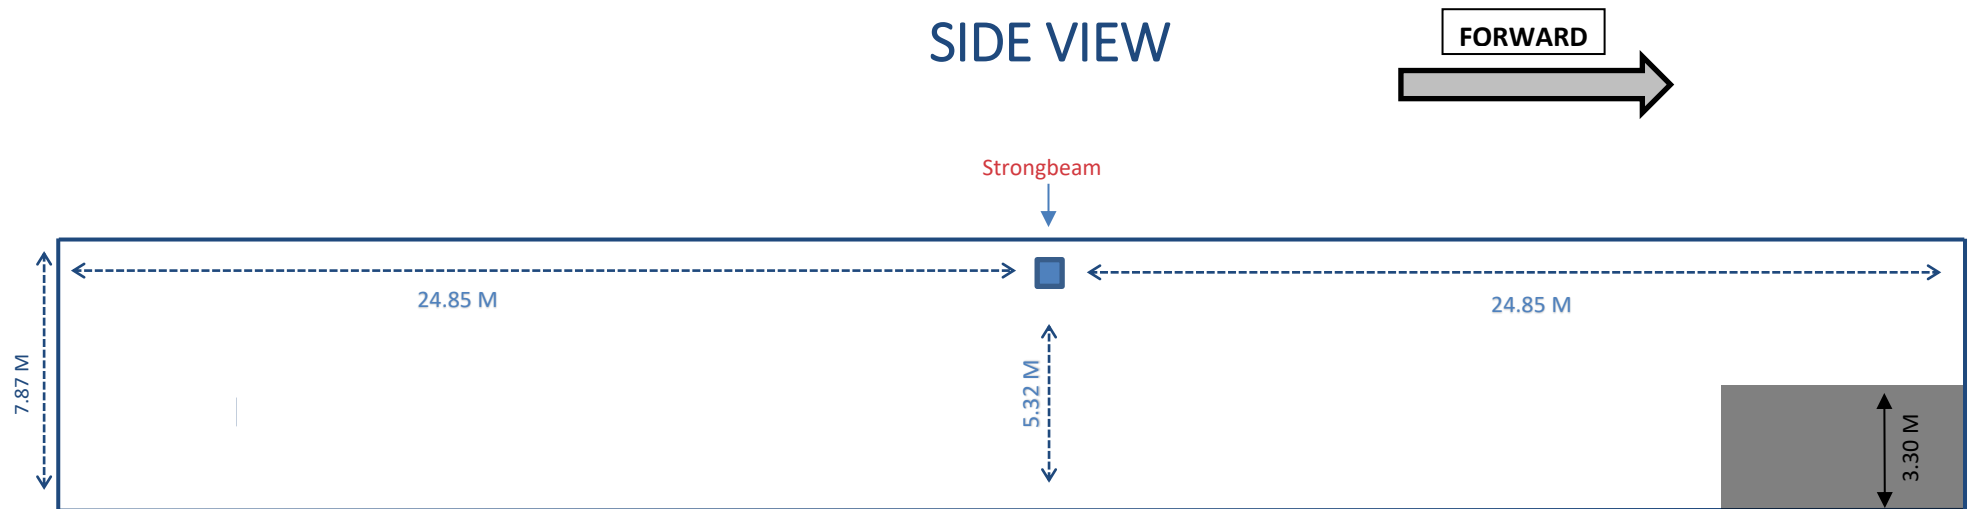 SIDE VIEW
FORWARD
Strongbeam
24.85 M
24.85 M
7.87 M
5.32 M
3.30 M